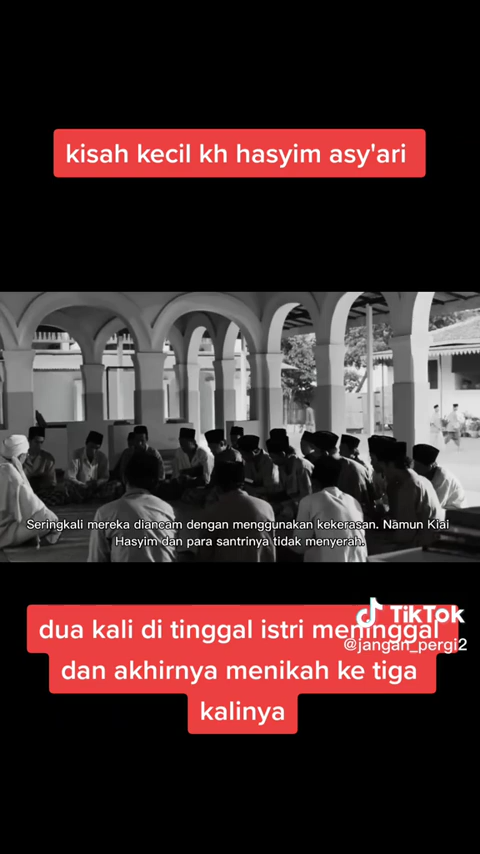 kisah kecil kh hasyim asy'ari
Seringkali mereka diancam dengan menggunakan kekerasan. Namun Kiai
Hasyim dan para santrinya tidak menyerah.
dua kali di tinggal istri meninggal
TikTok
@jangan_pergi2
dan akhirnya menikah ke tiga
kalinya